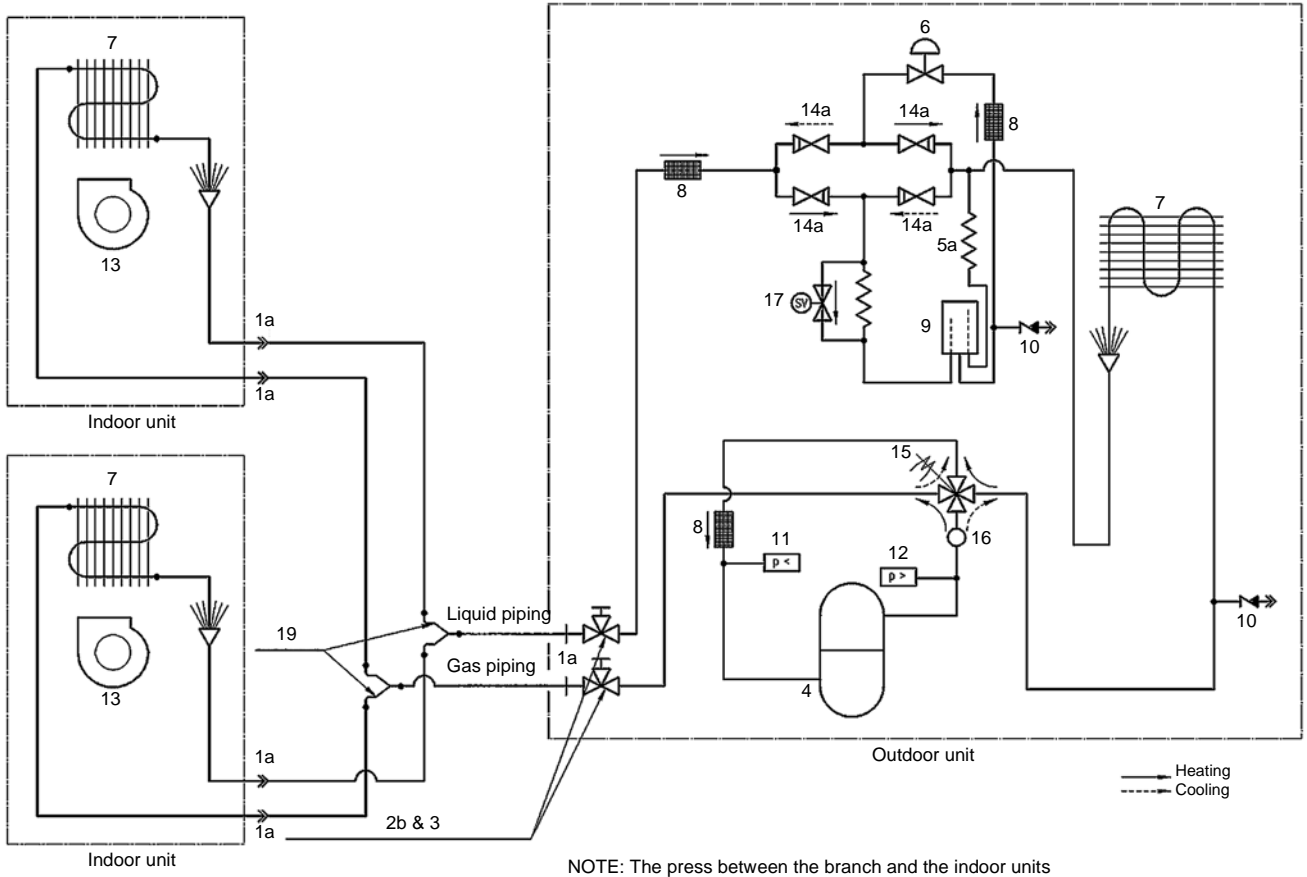 7
13
1a
1a
Indoor unit
7
13
19
1a
1a
Indoor unit
Liquid piping
Gas piping
1a
2b & 3
6
14a
14a
8
8
14a
14a
5a
7
17
SV
9
10
15
8
11
p <
12
p >
16
4
10
Outdoor unit
Heating
Cooling
NOTE: The press between the branch and the indoor units